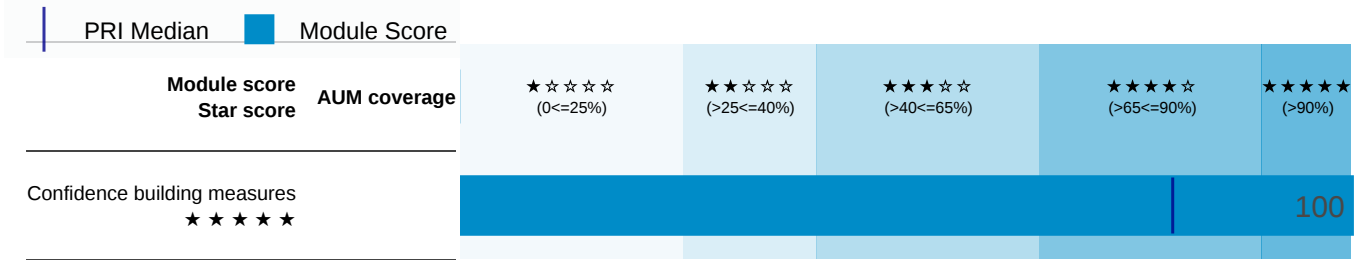 PRI Median Module Score
Module score
Star score
AUM coverage
★☆☆☆☆ ★★☆☆☆ ★★★☆☆ ★★★★☆ ★★★★★
(0<=25%) (>25<=40%) (>40<=65%) (>65<=90%) (>90%)
Confidence building measures
★★★★★
100